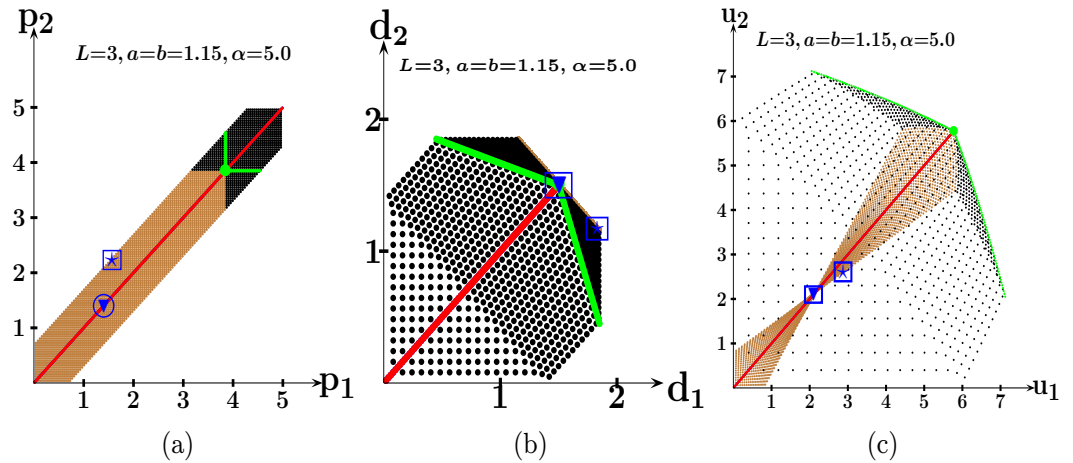 p₂
L=3, a=b=1.15, α=5.0
5
4
3
2
1
1 2 3 4 5
p₁
(a)
d₂
L=3, a=b=1.15, α=5.0
2
1
1 2
d₁
(b)
u₂
L=3, a=b=1.15, α=5.0
7
6
5
4
3
2
1
1 2 3 4 5 6 7
u₁
(c)